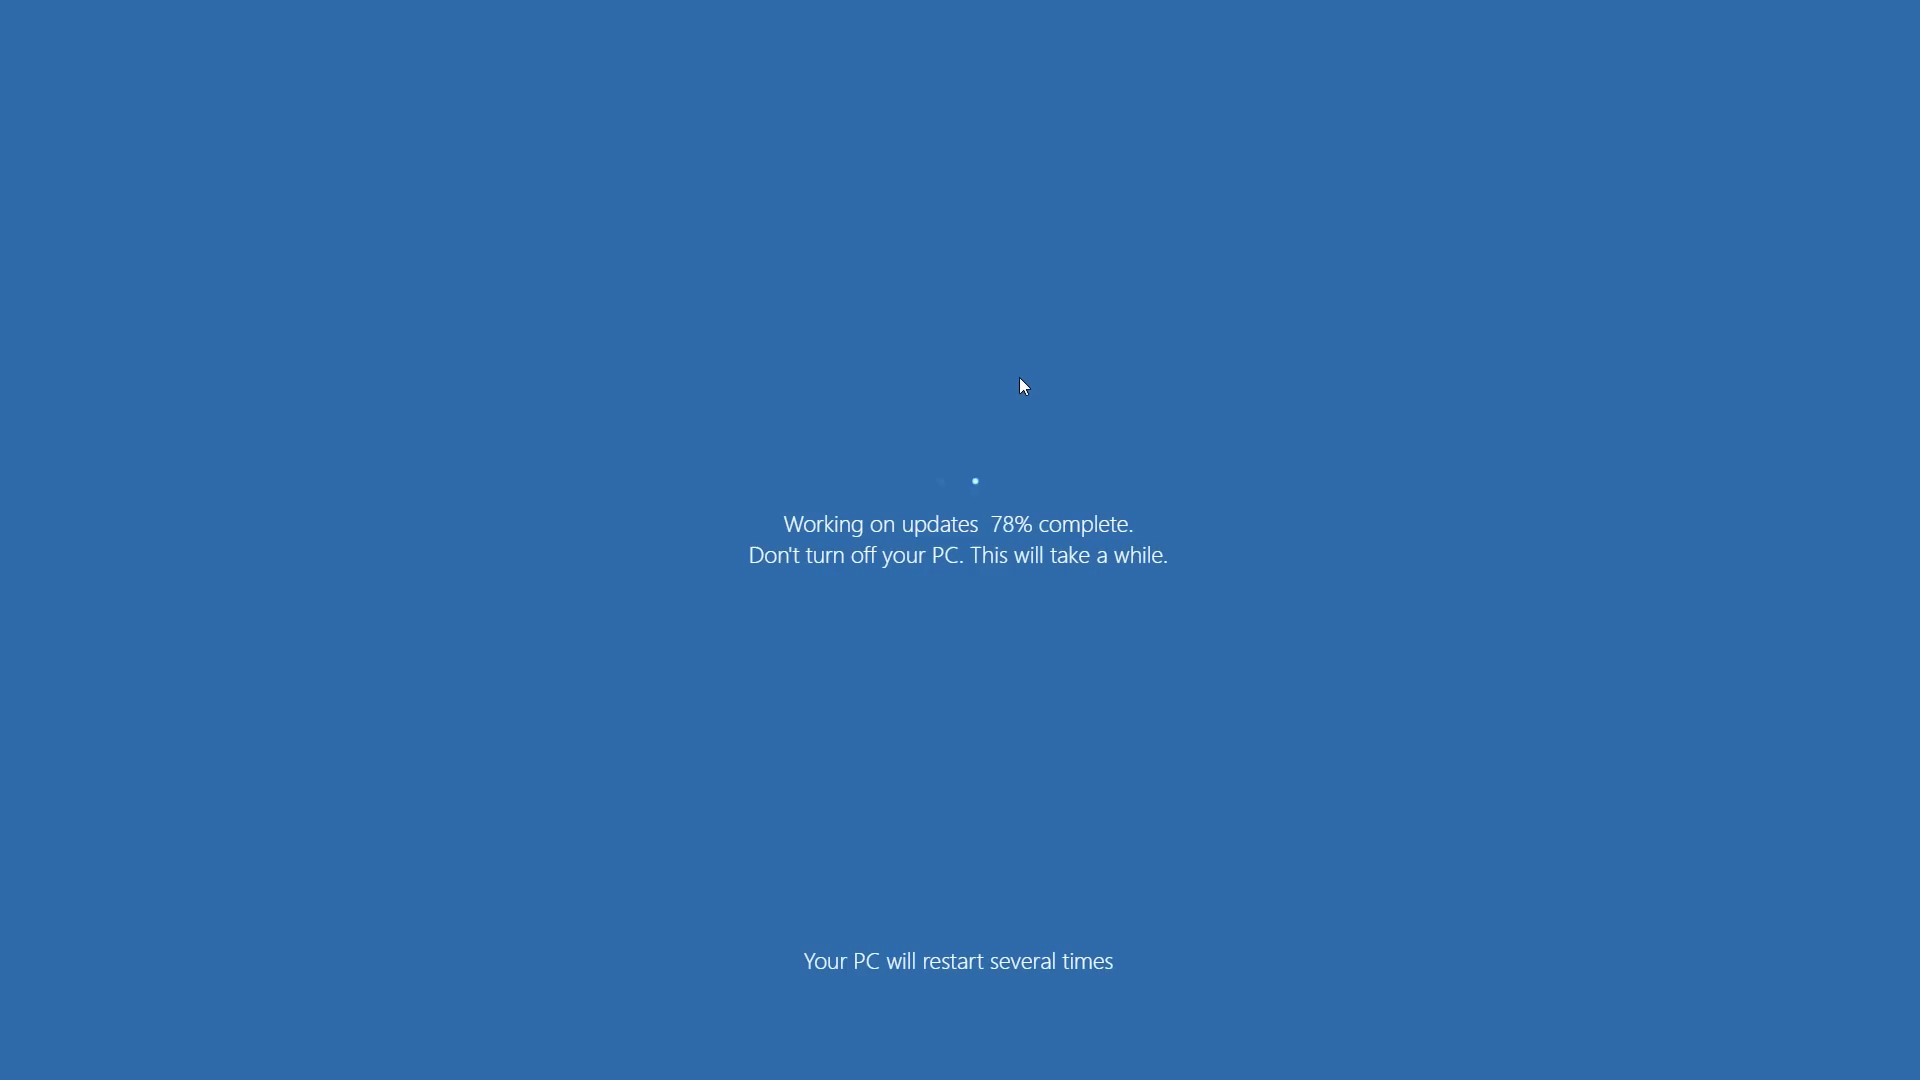 Working on updates  78% complete.
Don't turn off your PC. This will take a while.
Your PC will restart several times